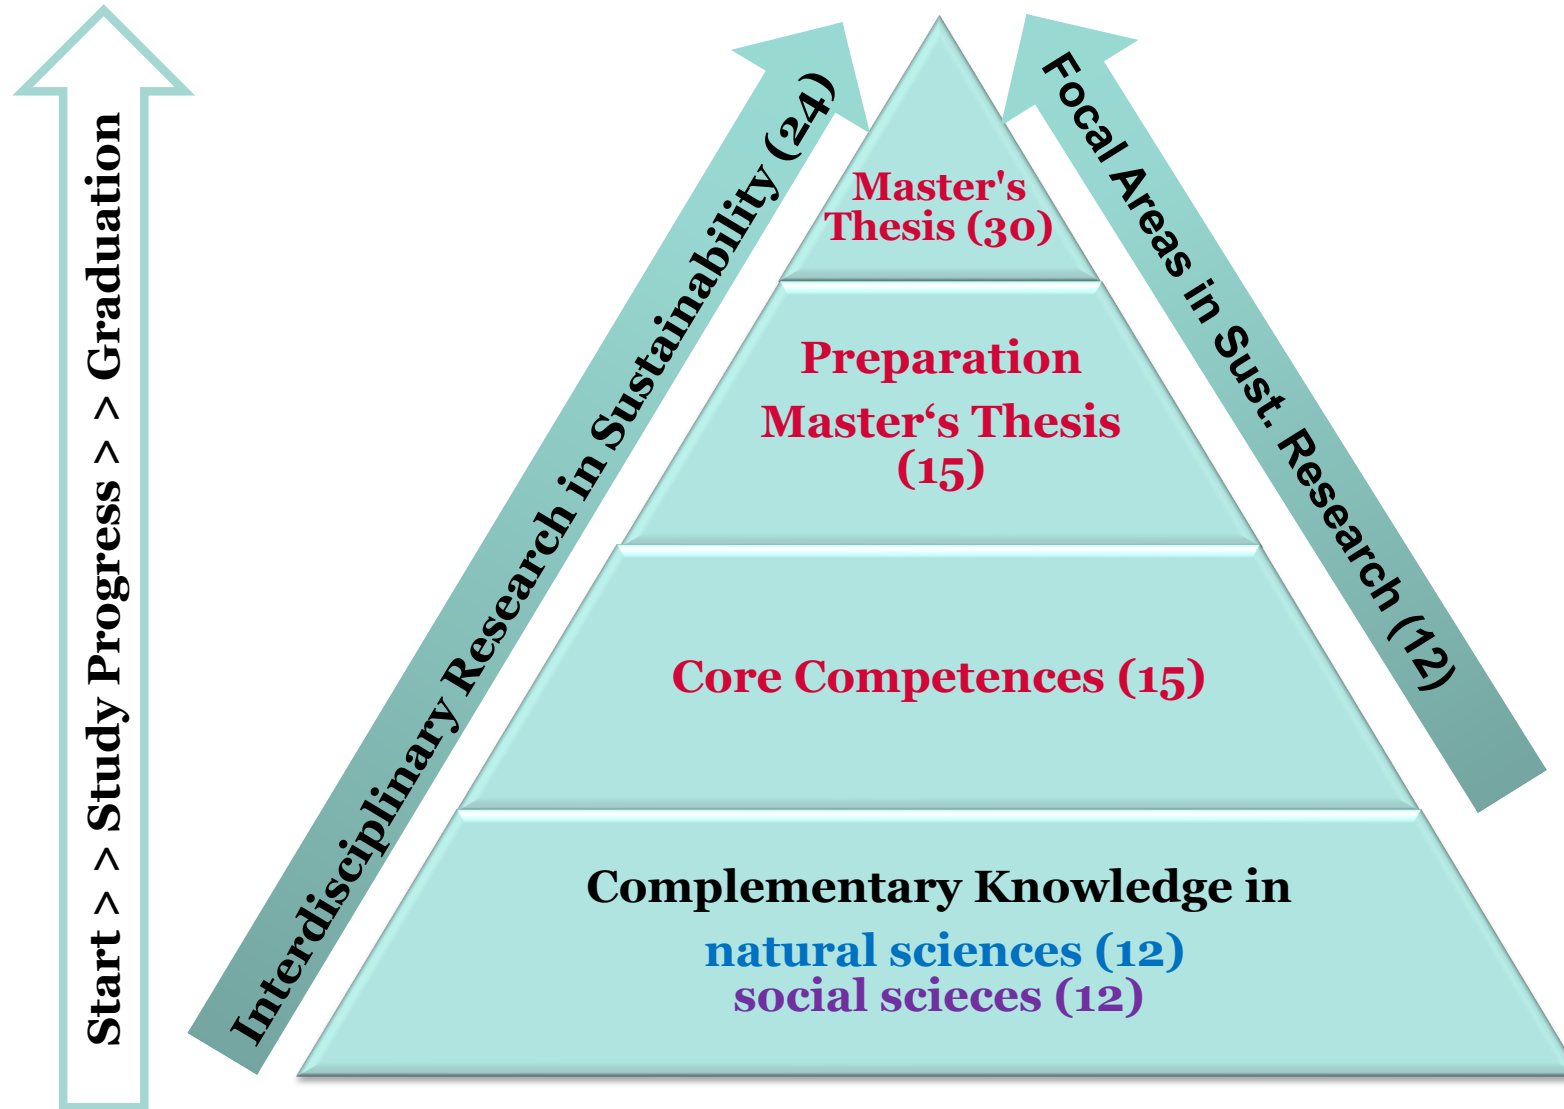 Start > > Study Progress > > Graduation
Interdisciplinary Research in Sustainability (24)
Focal Areas in Sust. Research (12)
Master's
Thesis (30)
Preparation
Master‘s Thesis
(15)
Core Competences (15)
Complementary Knowledge in
natural sciences (12)
social scieces (12)